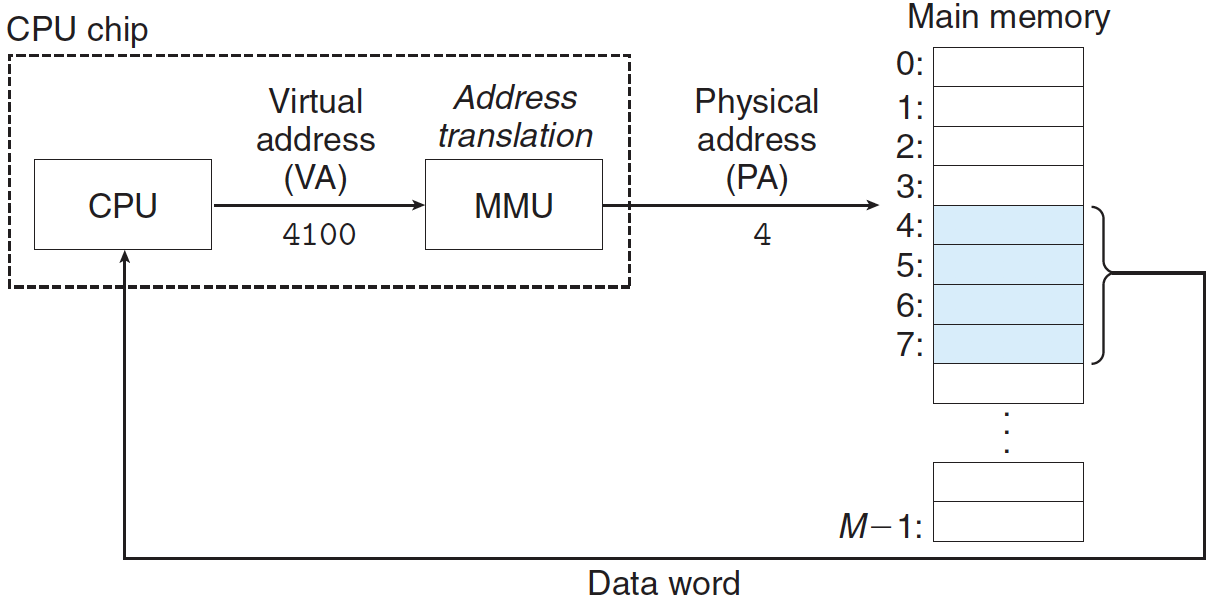 CPU chip
Main memory
Virtual
address
(VA)
Address
translation
Physical
address
(PA)
CPU
MMU
4100
4
0:
1:
2:
3:
4:
5:
6:
7:
.
.
.
M−1:
Data word